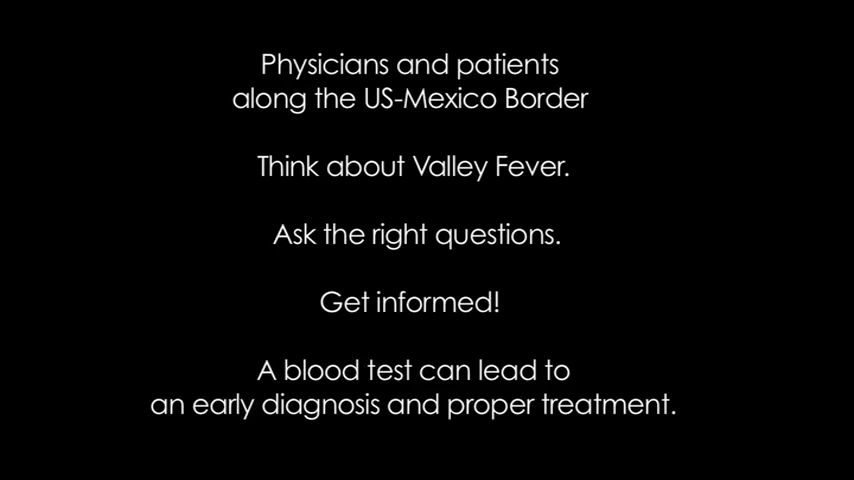 Physicians and patients
along the US-Mexico Border
Think about Valley Fever.
Ask the right questions.
Get informed!
A blood test can lead to
an early diagnosis and proper treatment.